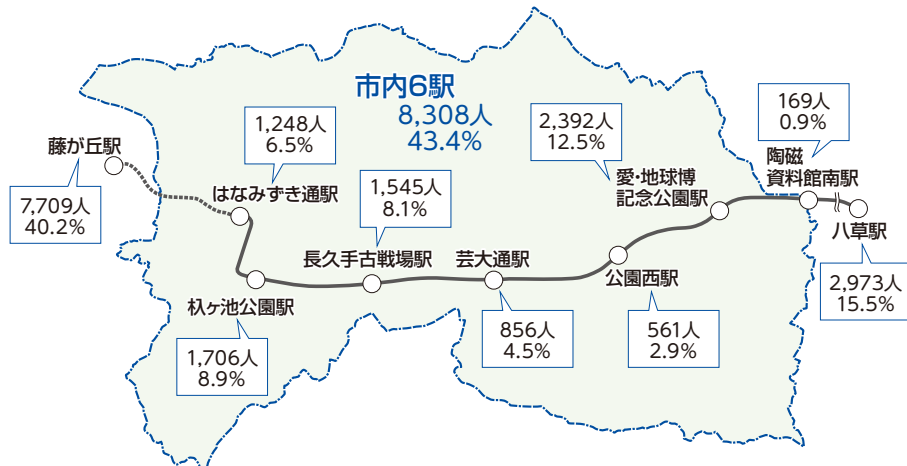 市内6駅
8,308人
43.4%
藤が丘駅
7,709人
40.2%
1,248人
6.5%
はなみずき通駅
杁ヶ池公園駅
1,706人
8.9%
1,545人
8.1%
長久手古戦場駅
芸大通駅
856人
4.5%
公園西駅
561人
2.9%
2,392人
12.5%
愛・地球博
記念公園駅
169人
0.9%
陶磁
資料館南駅
八草駅
2,973人
15.5%